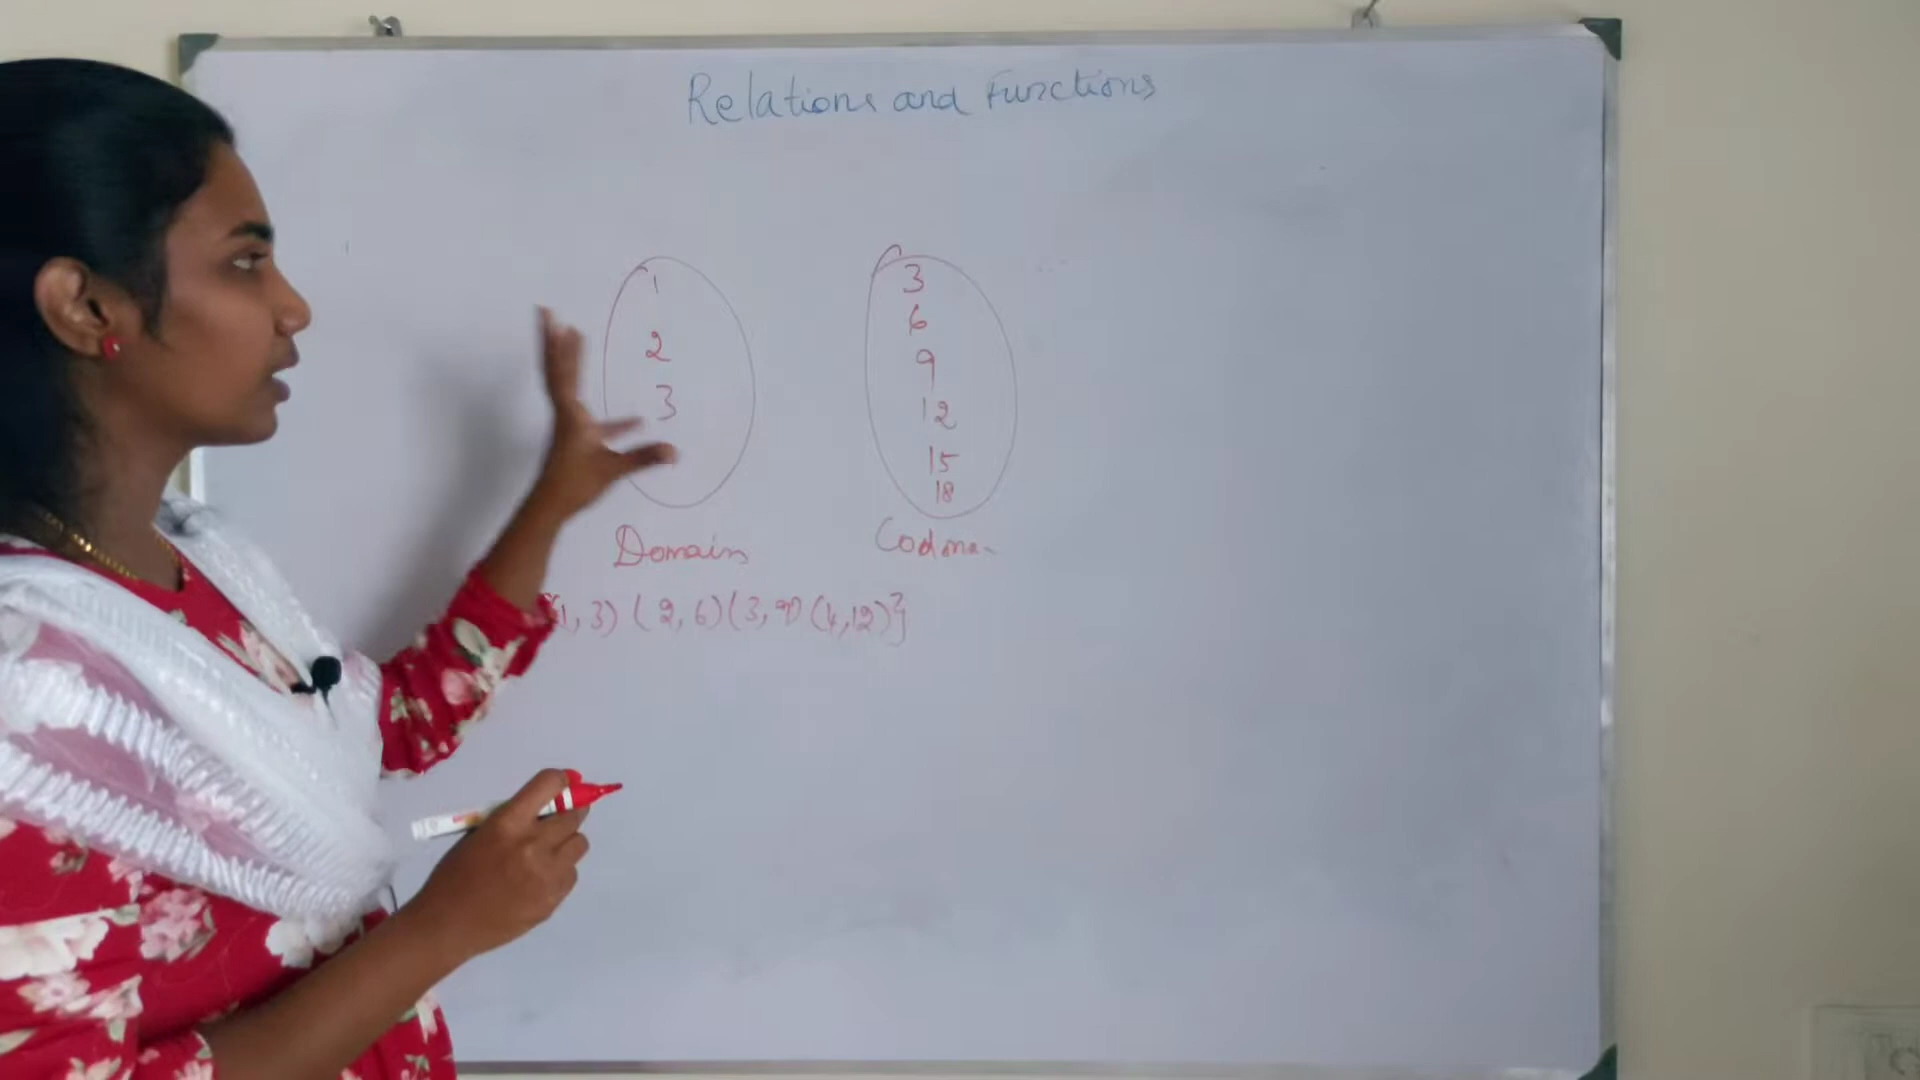 Relations and Functions
1
2
3
3
6
9
12
15
18
Domain
Codomain
1, 3) (2, 6) (3, 9) (4, 12)}